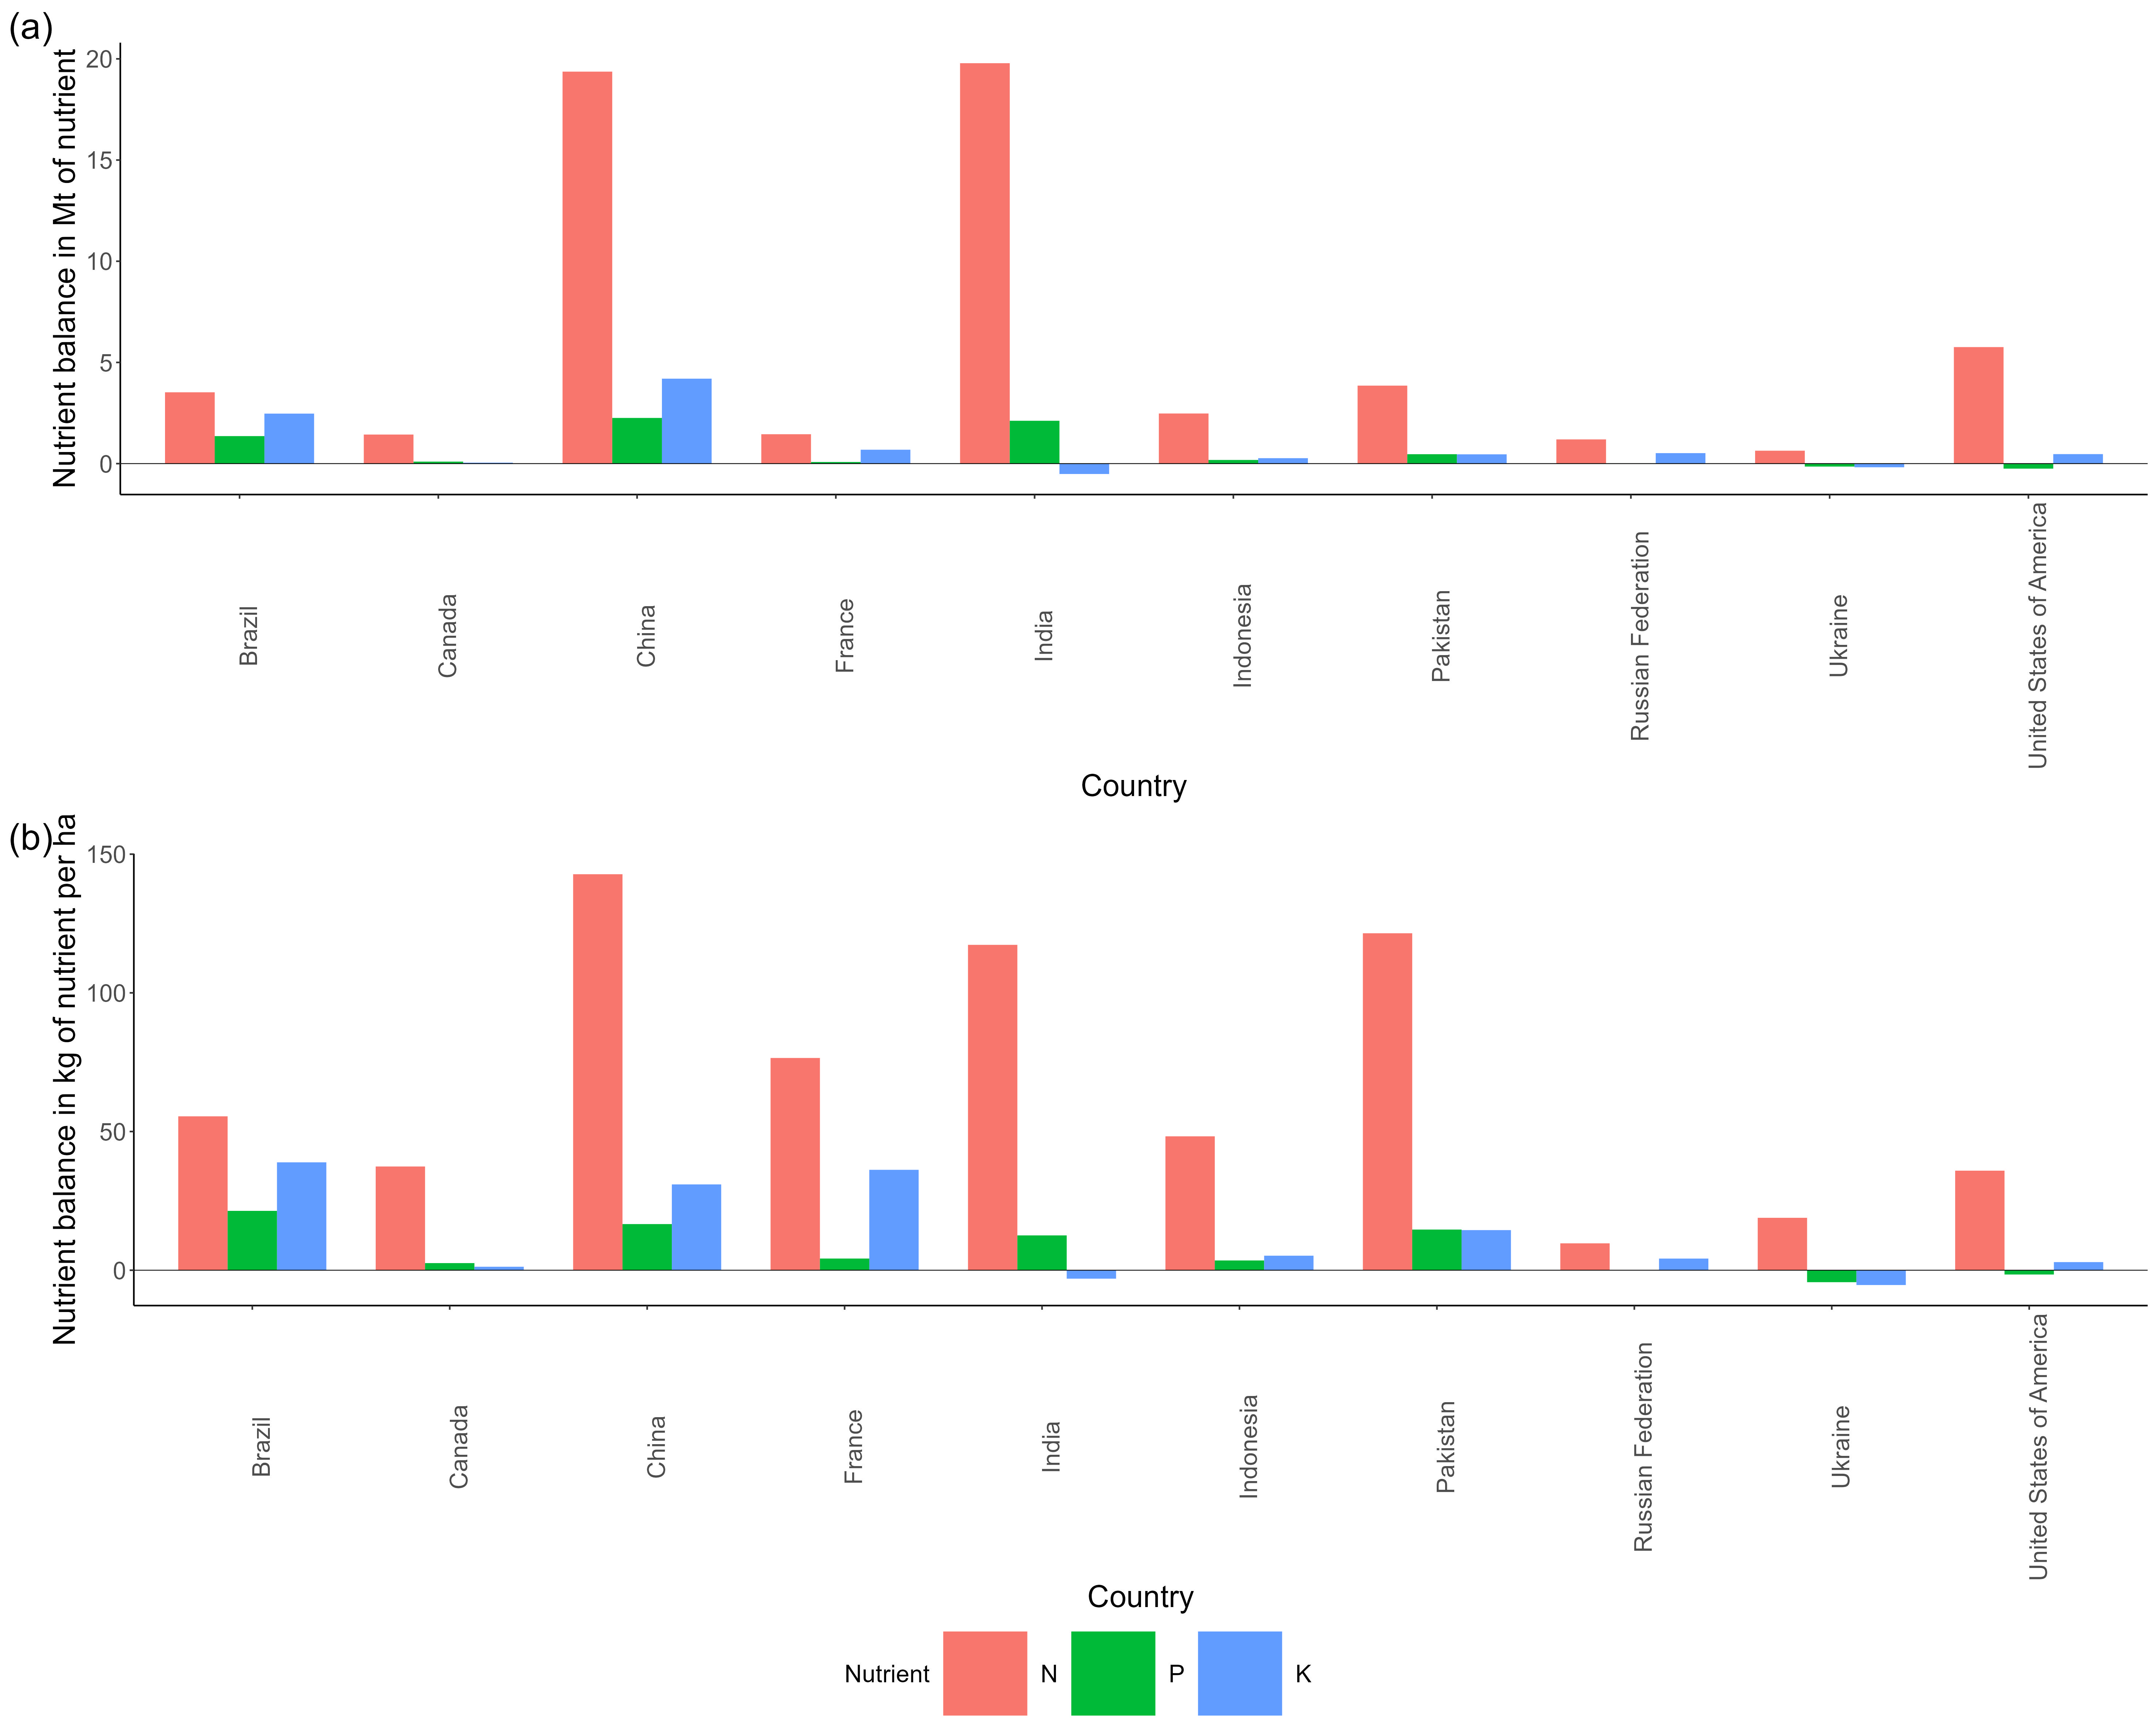 (a)
Nutrient balance in Mt of nutrient
20
15
10
5
0
Brazil
Canada
China
France
India
Indonesia
Pakistan
Russian Federation
Ukraine
United States of America
Country
(b)
Nutrient balance in kg of nutrient per ha
150
100
50
0
Brazil
Canada
China
France
India
Indonesia
Pakistan
Russian Federation
Ukraine
United States of America
Country
Nutrient N P K